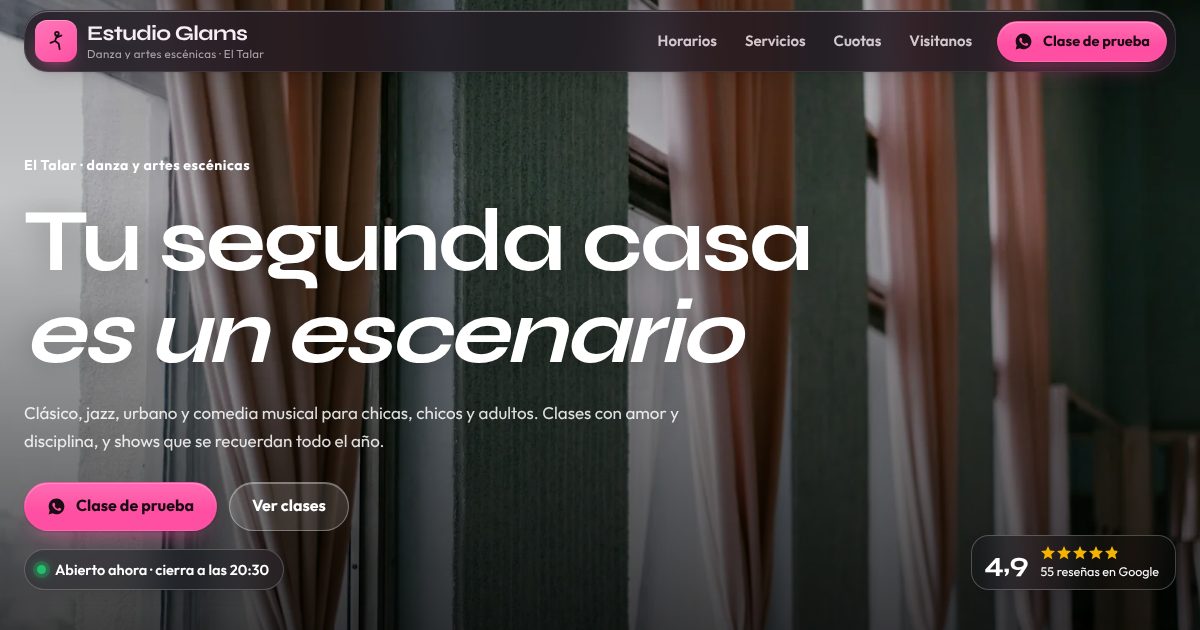 Estudio Glams
Danza y artes escénicas · El Talar
Horarios
Servicios
Cuotas
Visitanos
Clase de prueba
El Talar · danza y artes escénicas
Tu segunda casa
es un escenario
Clásico, jazz, urbano y comedia musical para chicas, chicos y adultos. Clases con amor y
disciplina, y shows que se recuerdan todo el año.
Clase de prueba
Ver clases
Abierto ahora · cierra a las 20:30
4,9
55 reseñas en Google